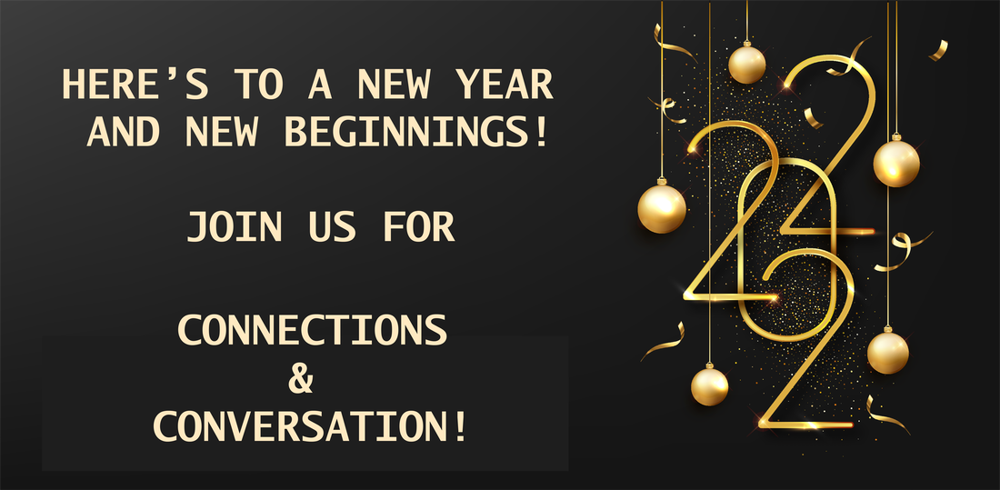 HERE’S TO A NEW YEAR
AND NEW BEGINNINGS!
JOIN US FOR
CONNECTIONS
&
CONVERSATION!
2022